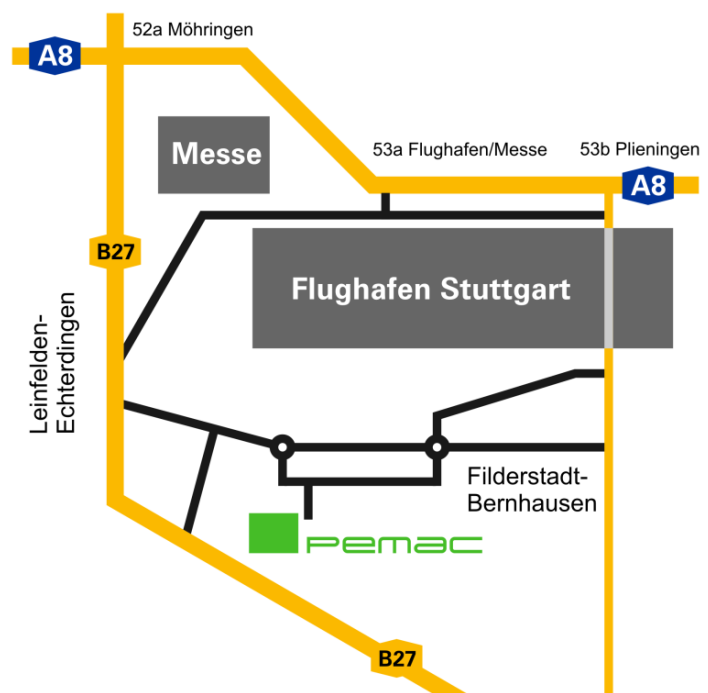 52a Möhringen
A8
Messe
53a Flughafen/Messe
53b Plieningen
A8
B27
Flughafen Stuttgart
Leinfelden-
Echterdingen
Filderstadt-
Bernhausen
pemac
B27